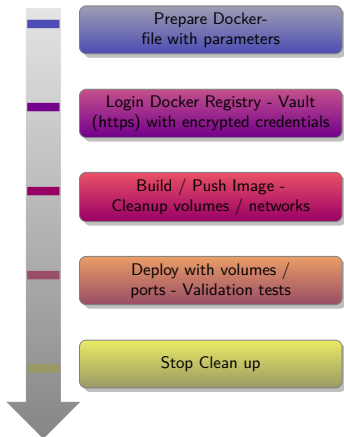 Prepare Docker-
file with parameters
Login Docker Registry - Vault
(https) with encrypted credentials
Build / Push Image -
Cleanup volumes / networks
Deploy with volumes /
ports - Validation tests
Stop Clean up